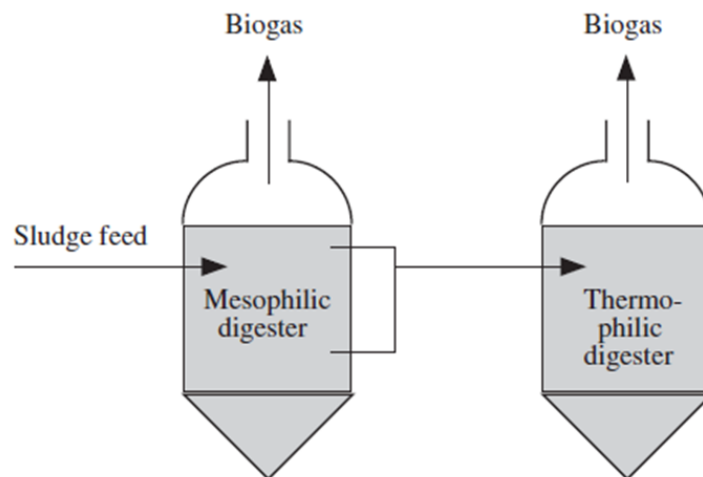 Biogas
Biogas
Sludge feed
Mesophilic
digester
Thermo-
philic
digester